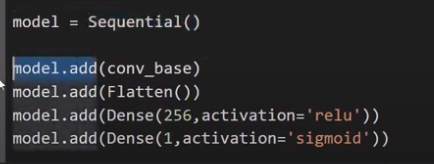 model = Sequential()
model.add(conv_base)
model.add(Flatten())
model.add(Dense(256,activation='relu'))
model.add(Dense(1,activation='sigmoid'))